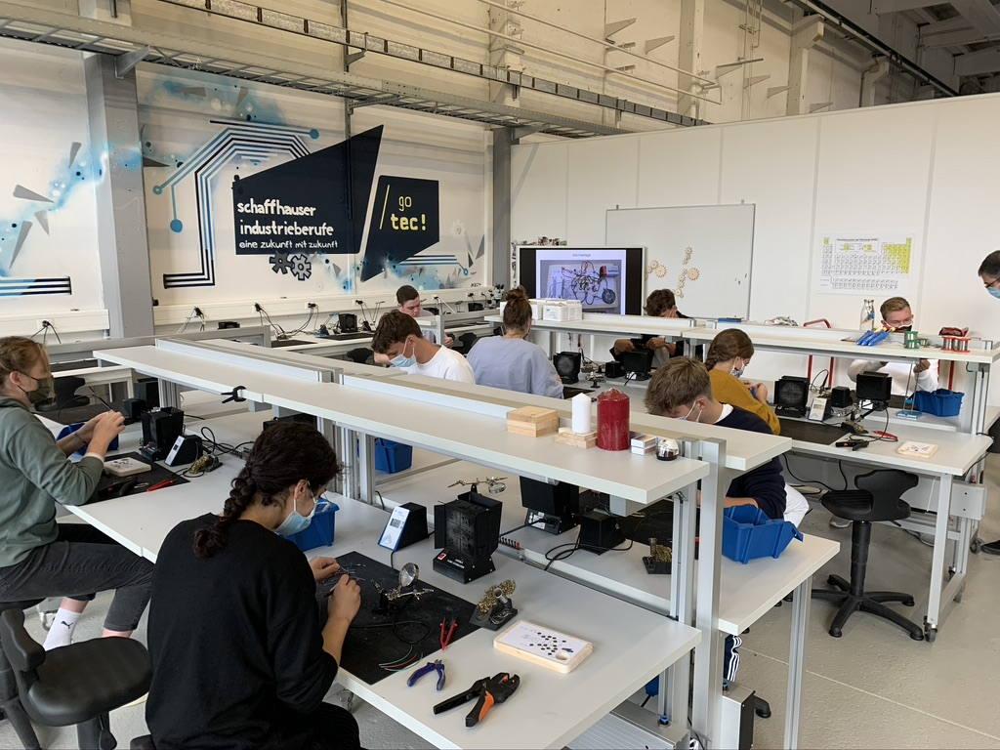 schaffhauser
industrieberufe
eine zukunft mit zukunft
go
tec!